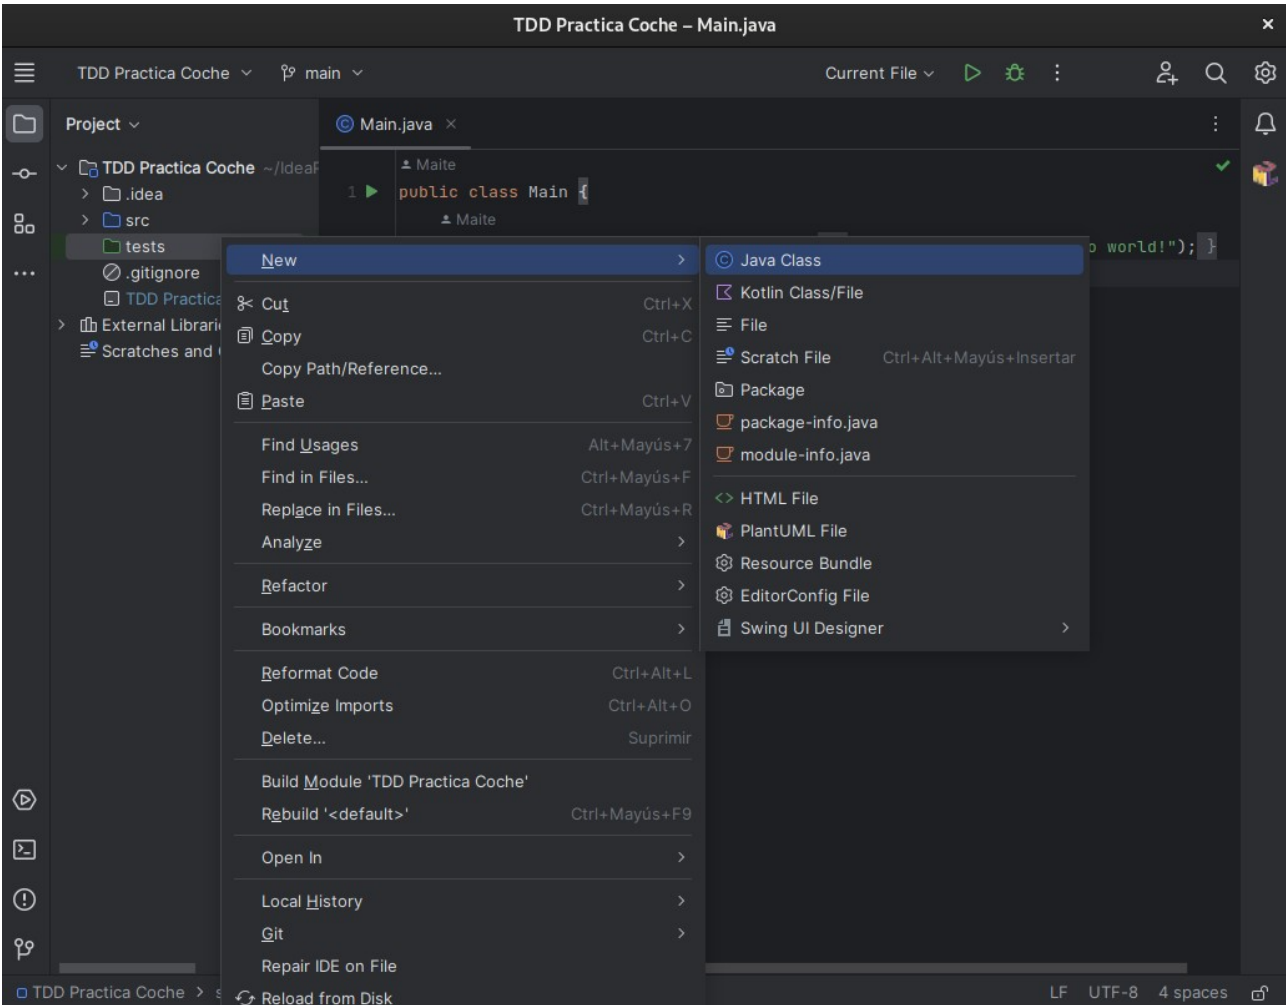 TDD Practica Coche – Main.java
TDD Practica Coche main Current File
Project
Main.java
TDD Practica Coche ~/Idea
.idea
src
tests
.gitignore
TDD Practica
External Librari
Scratches and
Maite
1 public class Main {
Maite
o world!"); }
New
Cut Ctrl+X
Copy Ctrl+C
Copy Path/Reference...
Paste Ctrl+V
Find Usages Alt+Mayús+7
Find in Files... Ctrl+Mayús+F
Replace in Files... Ctrl+Mayús+R
Analyze
Refactor
Bookmarks
Reformat Code Ctrl+Alt+L
Optimize Imports Ctrl+Alt+O
Delete... Suprimir
Build Module 'TDD Practica Coche'
Rebuild '<default>' Ctrl+Mayús+F9
Open In
Local History
Git
Repair IDE on File
Reload from Disk
Java Class
Kotlin Class/File
File
Scratch File Ctrl+Alt+Mayús+Insertar
Package
package-info.java
module-info.java
HTML File
PlantUML File
Resource Bundle
EditorConfig File
Swing UI Designer
TDD Practica Coche > s
LF UTF-8 4 spaces